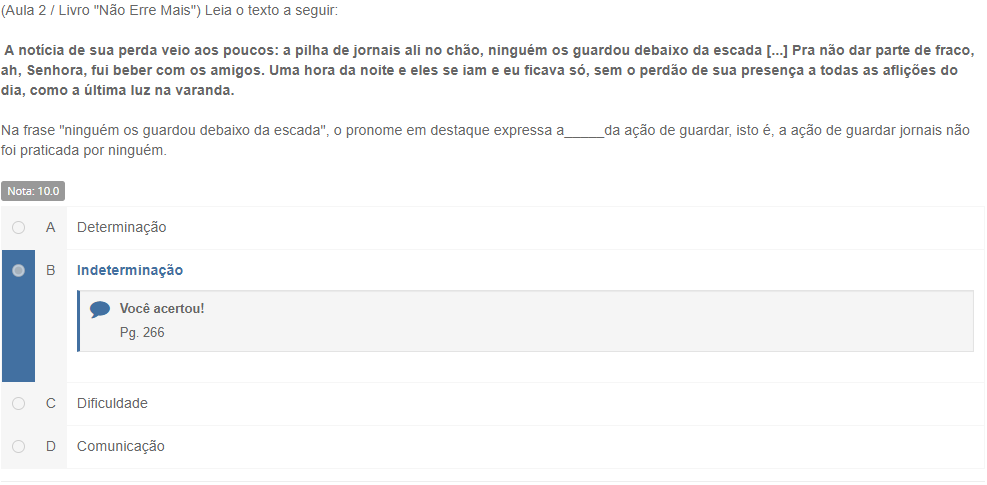 (Aula 2 / Livro "Não Erre Mais") Leia o texto a seguir:
A notícia de sua perda veio aos poucos: a pilha de jornais ali no chão, ninguém os guardou debaixo da escada [...] Pra não dar parte de fraco,
ah, Senhora, fui beber com os amigos. Uma hora da noite e eles se iam e eu ficava só, sem o perdão de sua presença a todas as aflições do
dia, como a última luz na varanda.
Na frase "ninguém os guardou debaixo da escada", o pronome em destaque expressa a_____da ação de guardar, isto é, a ação de guardar jornais não
foi praticada por ninguém.
Nota: 10.0
A Determinação
B Indeterminação
Você acertou!
Pg. 266
C Dificuldade
D Comunicação